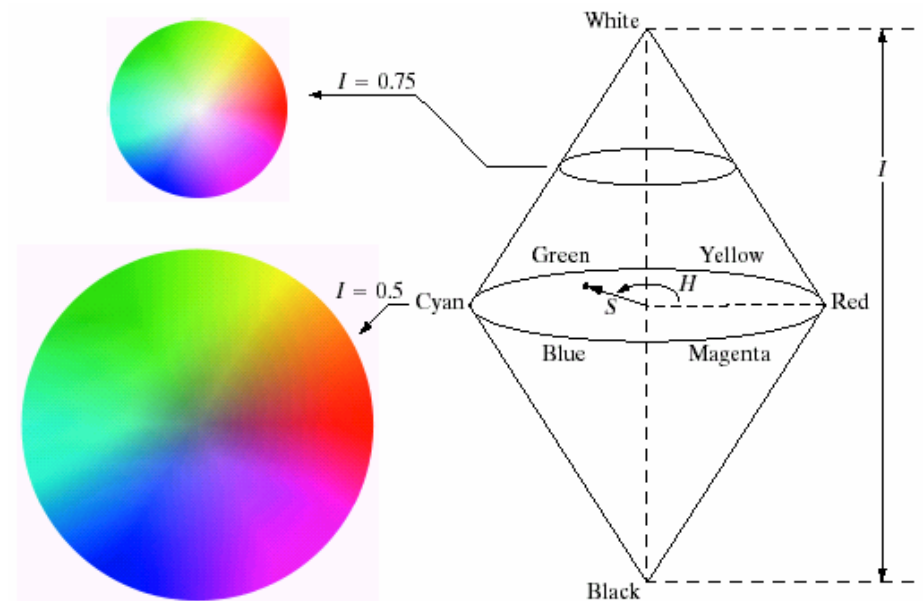 White
I = 0.75
I
Green Yellow
H
I = 0.5 Cyan S Red
Blue Magenta
Black